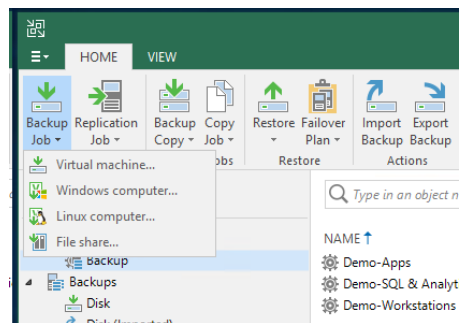 HOME VIEW
Backup Job Replication Job Backup Copy Copy Job Restore Failover Plan Import Backup Export Backup
obs Restore Actions
Virtual machine...
Windows computer...
Linux computer...
File share...
Type in an object n
NAME
Backup
Demo-Apps
Backups
Demo-SQL & Analyt
Disk
Demo-Workstations
Disk (Imported)